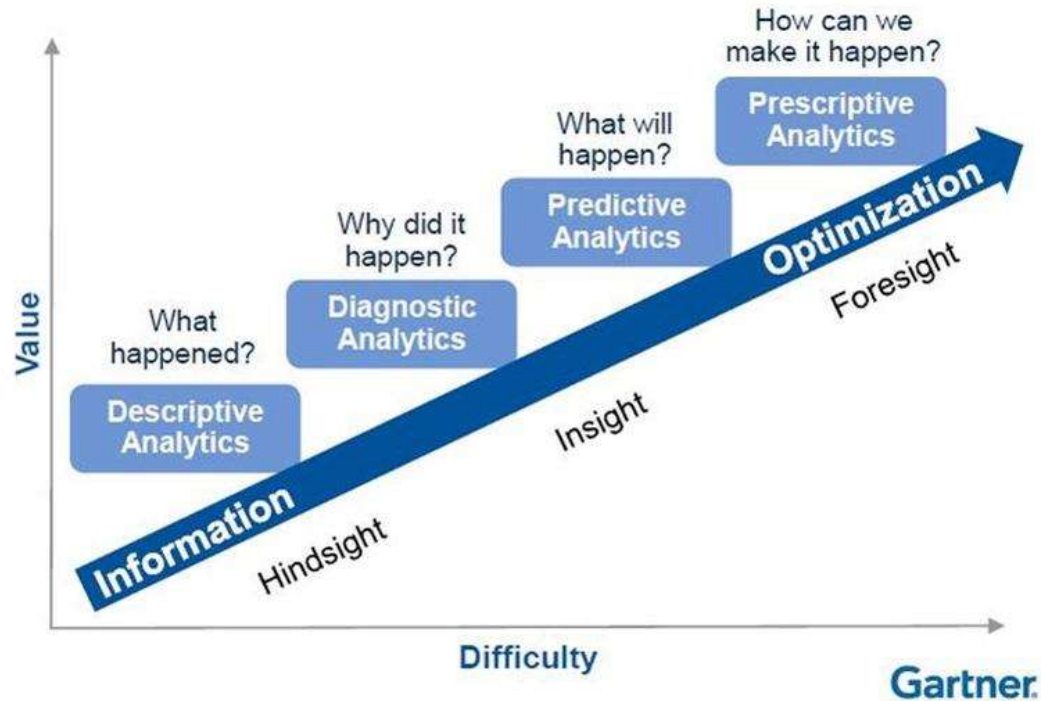 How can we
make it happen?
Prescriptive
Analytics
What will
happen?
Predictive
Analytics
Why did it
happen?
Diagnostic
Analytics
What
happened?
Descriptive
Analytics
Value
Information
Optimization
Hindsight
Insight
Foresight
Difficulty
Gartner.